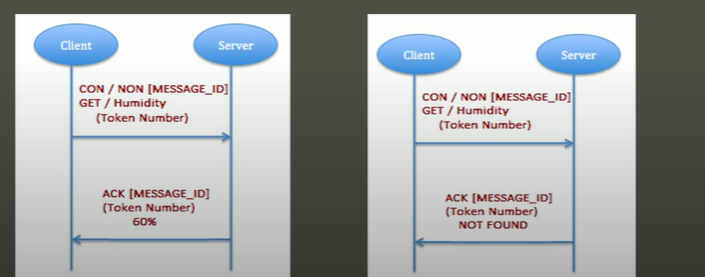 Client
Server
CON / NON [MESSAGE_ID]
GET / Humidity
(Token Number)
ACK [MESSAGE_ID]
(Token Number)
60%
Client
Server
CON / NON [MESSAGE_ID]
GET / Humidity
(Token Number)
ACK [MESSAGE_ID]
(Token Number)
NOT FOUND